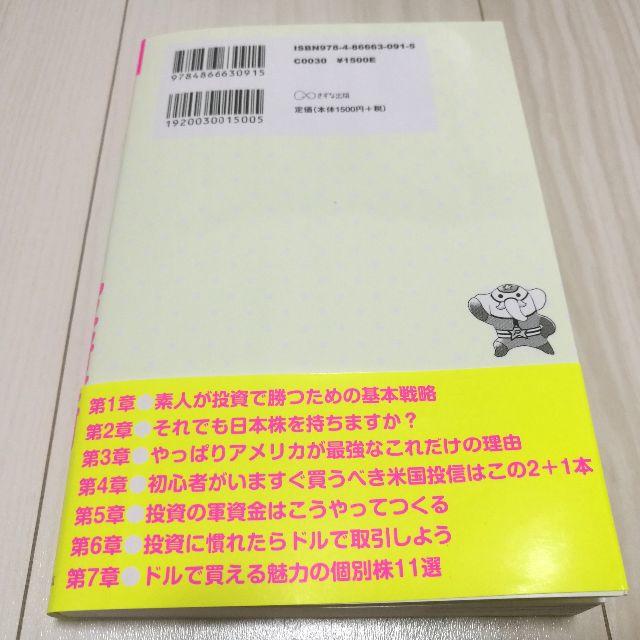 ISBN978-4-86663-091-5
C0030 ¥1500E
9784866630915
きずな出版
定価(本体1500円+税)
1920030015005
第1章 素人が投資で勝つための基本戦略
第2章 それでも日本株を持ちますか？
第3章 やっぱりアメリカが最強なこれだけの理由
第4章 初心者がいますぐ買うべき米国投信はこの2+1本
第5章 投資の軍資金はこうやってつくる
第6章 投資に慣れたらドルで取引しよう
第7章 ドルで買える魅力の個別株11選